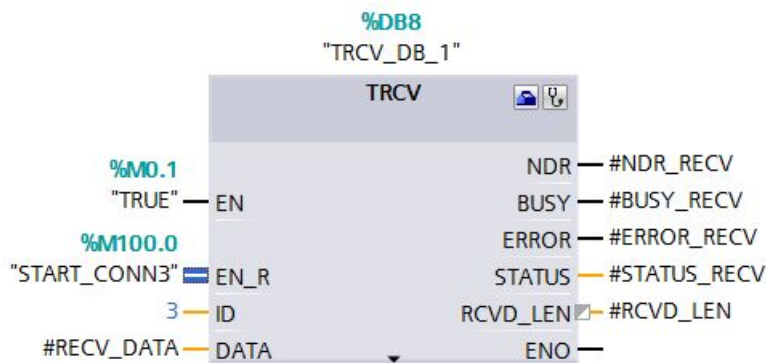 %DB8
"TRCV_DB_1"
TRCV
%M0.1
"TRUE" EN
%M100.0
"START_CONN3" EN_R
3 ID
#RECV_DATA DATA
NDR #NDR_RECV
BUSY #BUSY_RECV
ERROR #ERROR_RECV
STATUS #STATUS_RECV
RCVD_LEN #RCVD_LEN
ENO